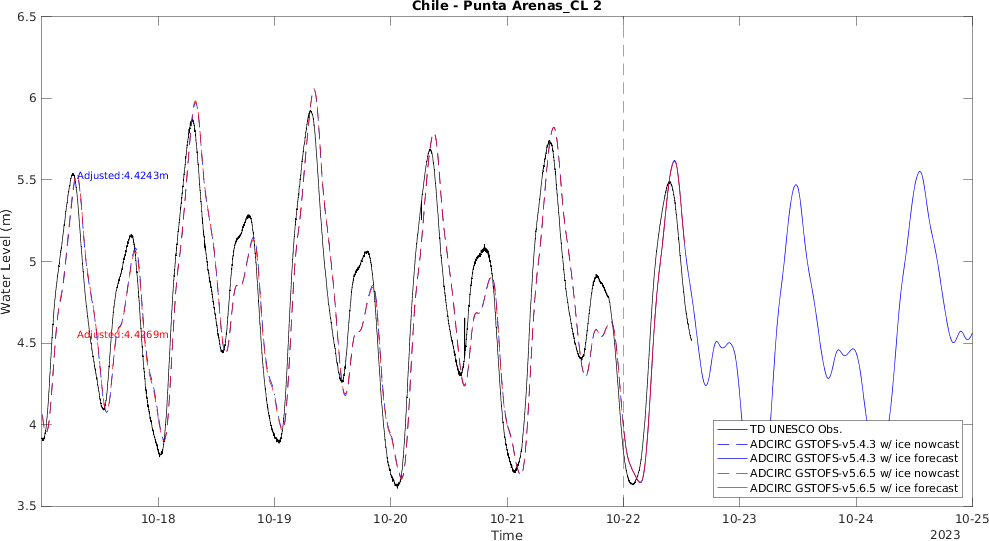 Chile - Punta Arenas_CL 2
Water Level (m)
6.5
6
5.5
5
4.5
4
3.5
Adjusted:4.4243m
Adjusted:4.4269m
TD UNESCO Obs.
ADCIRC GSTOFS-v5.4.3 w/ ice nowcast
ADCIRC GSTOFS-v5.4.3 w/ ice forecast
ADCIRC GSTOFS-v5.6.5 w/ ice nowcast
ADCIRC GSTOFS-v5.6.5 w/ ice forecast
10-18 10-19 10-20 10-21 10-22 10-23 10-24 10-25
Time
2023